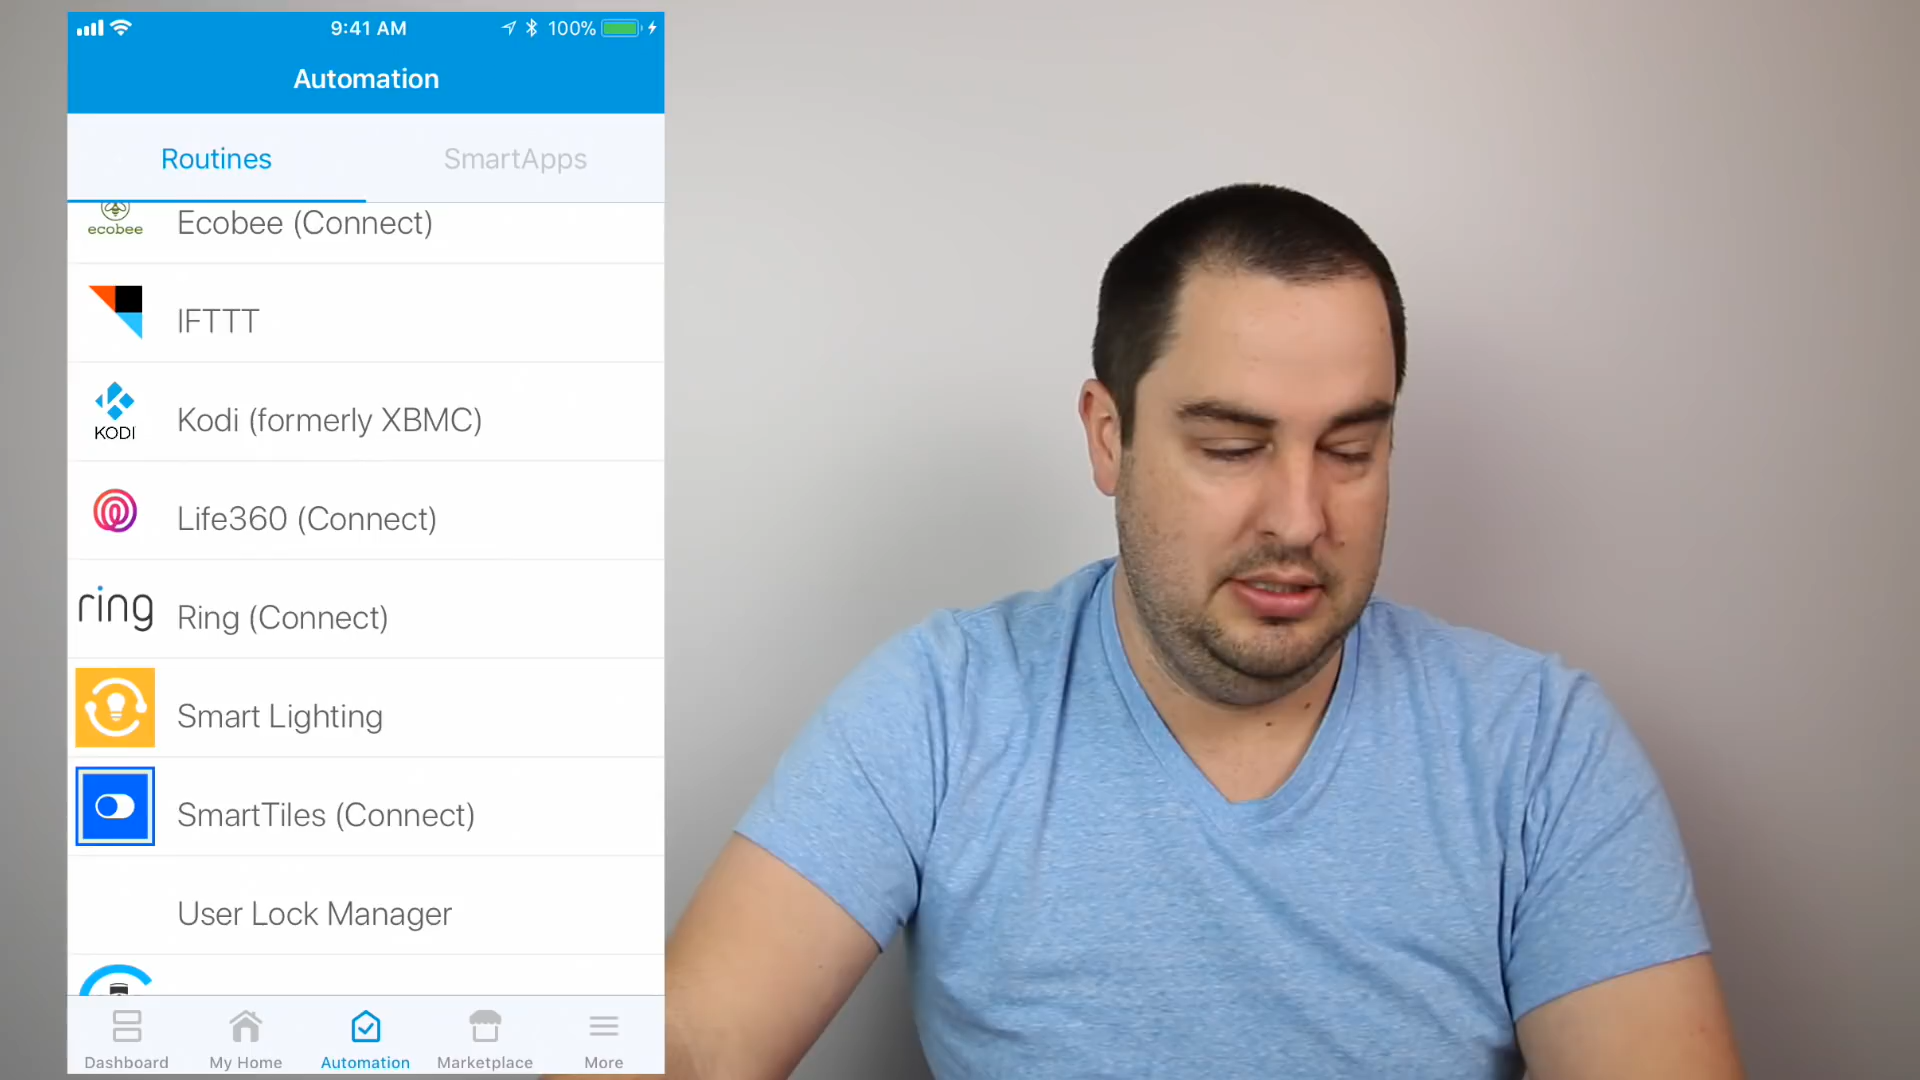 9:41 AM
100%
Automation
Routines
SmartApps
ecobee
Ecobee (Connect)
IFTTT
KODI
Kodi (formerly XBMC)
Life360 (Connect)
ring
Ring (Connect)
Smart Lighting
SmartTiles (Connect)
User Lock Manager
Dashboard
My Home
Automation
Marketplace
More